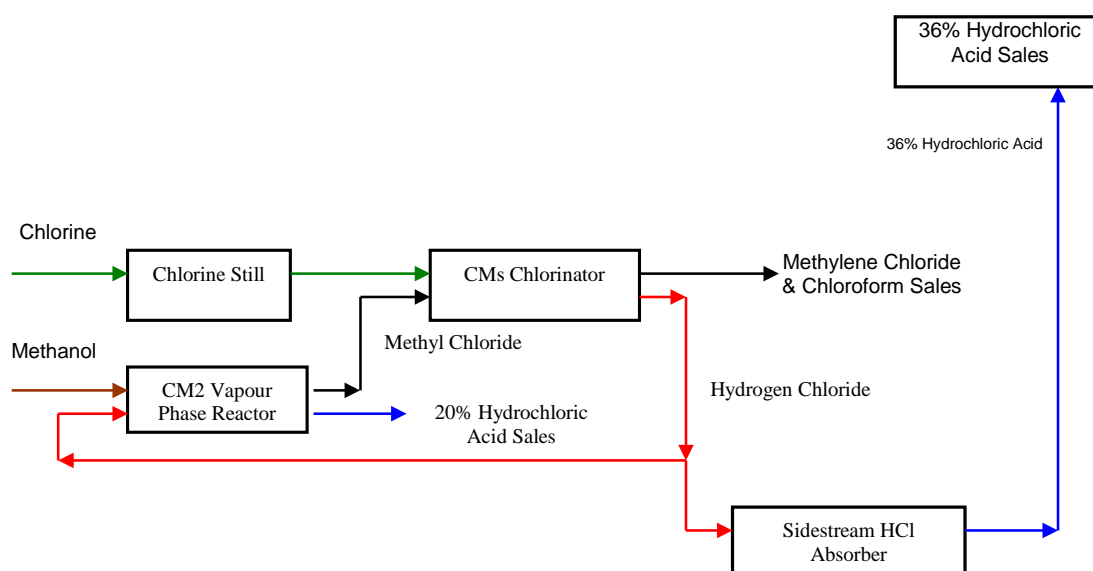 36% Hydrochloric
Acid Sales
36% Hydrochloric Acid
Chlorine
Chlorine Still
CMs Chlorinator
Methylene Chloride
& Chloroform Sales
Methyl Chloride
Methanol
CM2 Vapour
Phase Reactor
20% Hydrochloric
Acid Sales
Hydrogen Chloride
Sidestream HCl
Absorber